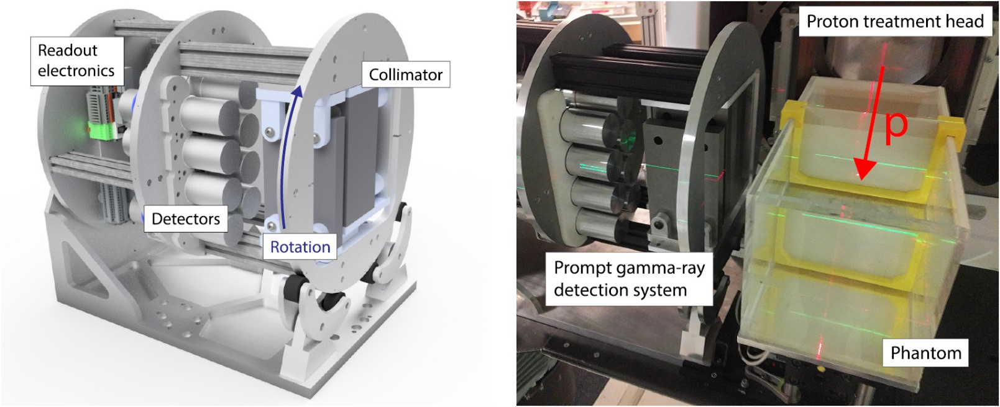 Readout
electronics
Collimator
Detectors
Rotation
Proton treatment head
p
Prompt gamma-ray
detection system
Phantom